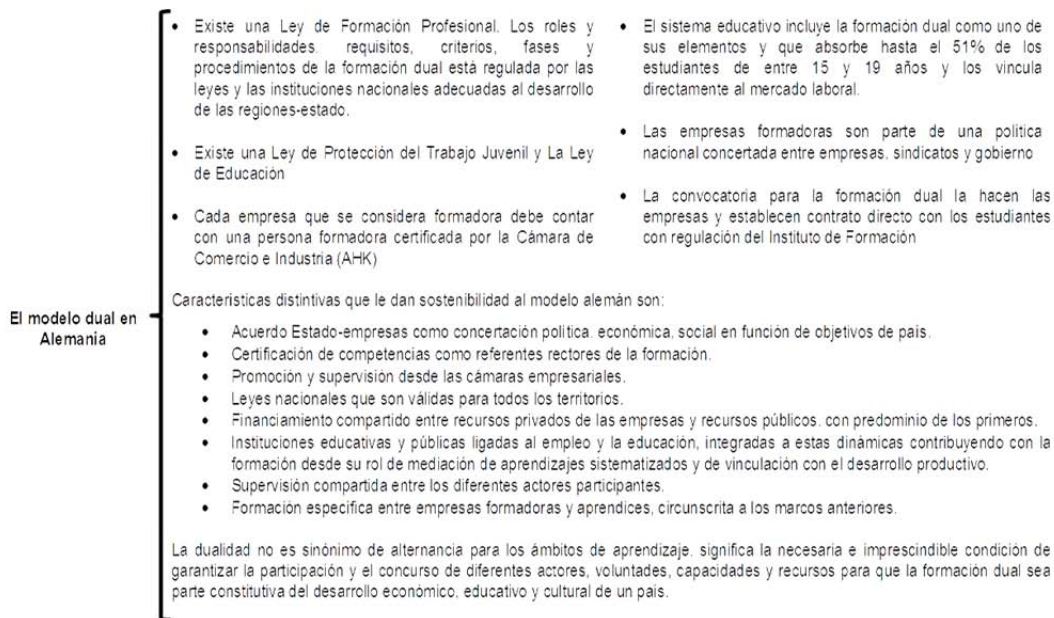 • Existe una Ley de Formación Profesional. Los roles y
responsabilidades. requisitos, criterios, fases y
procedimientos de la formación dual está regulada por las
leyes y las instituciones nacionales adecuadas al desarrollo
de las regiones-estado.
• Existe una Ley de Protección del Trabajo Juvenil y La Ley
de Educación
• Cada empresa que se considera formadora debe contar
con una persona formadora certificada por la Cámara de
Comercio e Industria (AHK)
• El sistema educativo incluye la formación dual como uno de
sus elementos y que absorbe hasta el 51% de los
estudiantes de entre 15 y 19 años y los vincula
directamente al mercado laboral.
• Las empresas formadoras son parte de una política
nacional concertada entre empresas, sindicatos y gobierno
• La convocatoria para la formación dual la hacen las
empresas y establecen contrato directo con los estudiantes
con regulación del Instituto de Formación
El modelo dual en
Alemania
Características distintivas que le dan sostenibilidad al modelo alemán son:
• Acuerdo Estado-empresas como concertación política, económica, social en función de objetivos de país.
• Certificación de competencias como referentes rectores de la formación.
• Promoción y supervisión desde las cámaras empresariales.
• Leyes nacionales que son válidas para todos los territorios.
• Financiamiento compartido entre recursos privados de las empresas y recursos públicos, con predominio de los primeros.
• Instituciones educativas y públicas ligadas al empleo y la educación, integradas a estas dinámicas contribuyendo con la
formación desde su rol de mediación de aprendizajes sistematizados y de vinculación con el desarrollo productivo.
• Supervisión compartida entre los diferentes actores participantes.
• Formación específica entre empresas formadoras y aprendices, circunscrita a los marcos anteriores.
La dualidad no es sinónimo de alternancia para los ámbitos de aprendizaje, significa la necesaria e imprescindible condición de
garantizar la participación y el concurso de diferentes actores, voluntades, capacidades y recursos para que la formación dual sea
parte constitutiva del desarrollo económico, educativo y cultural de un país.